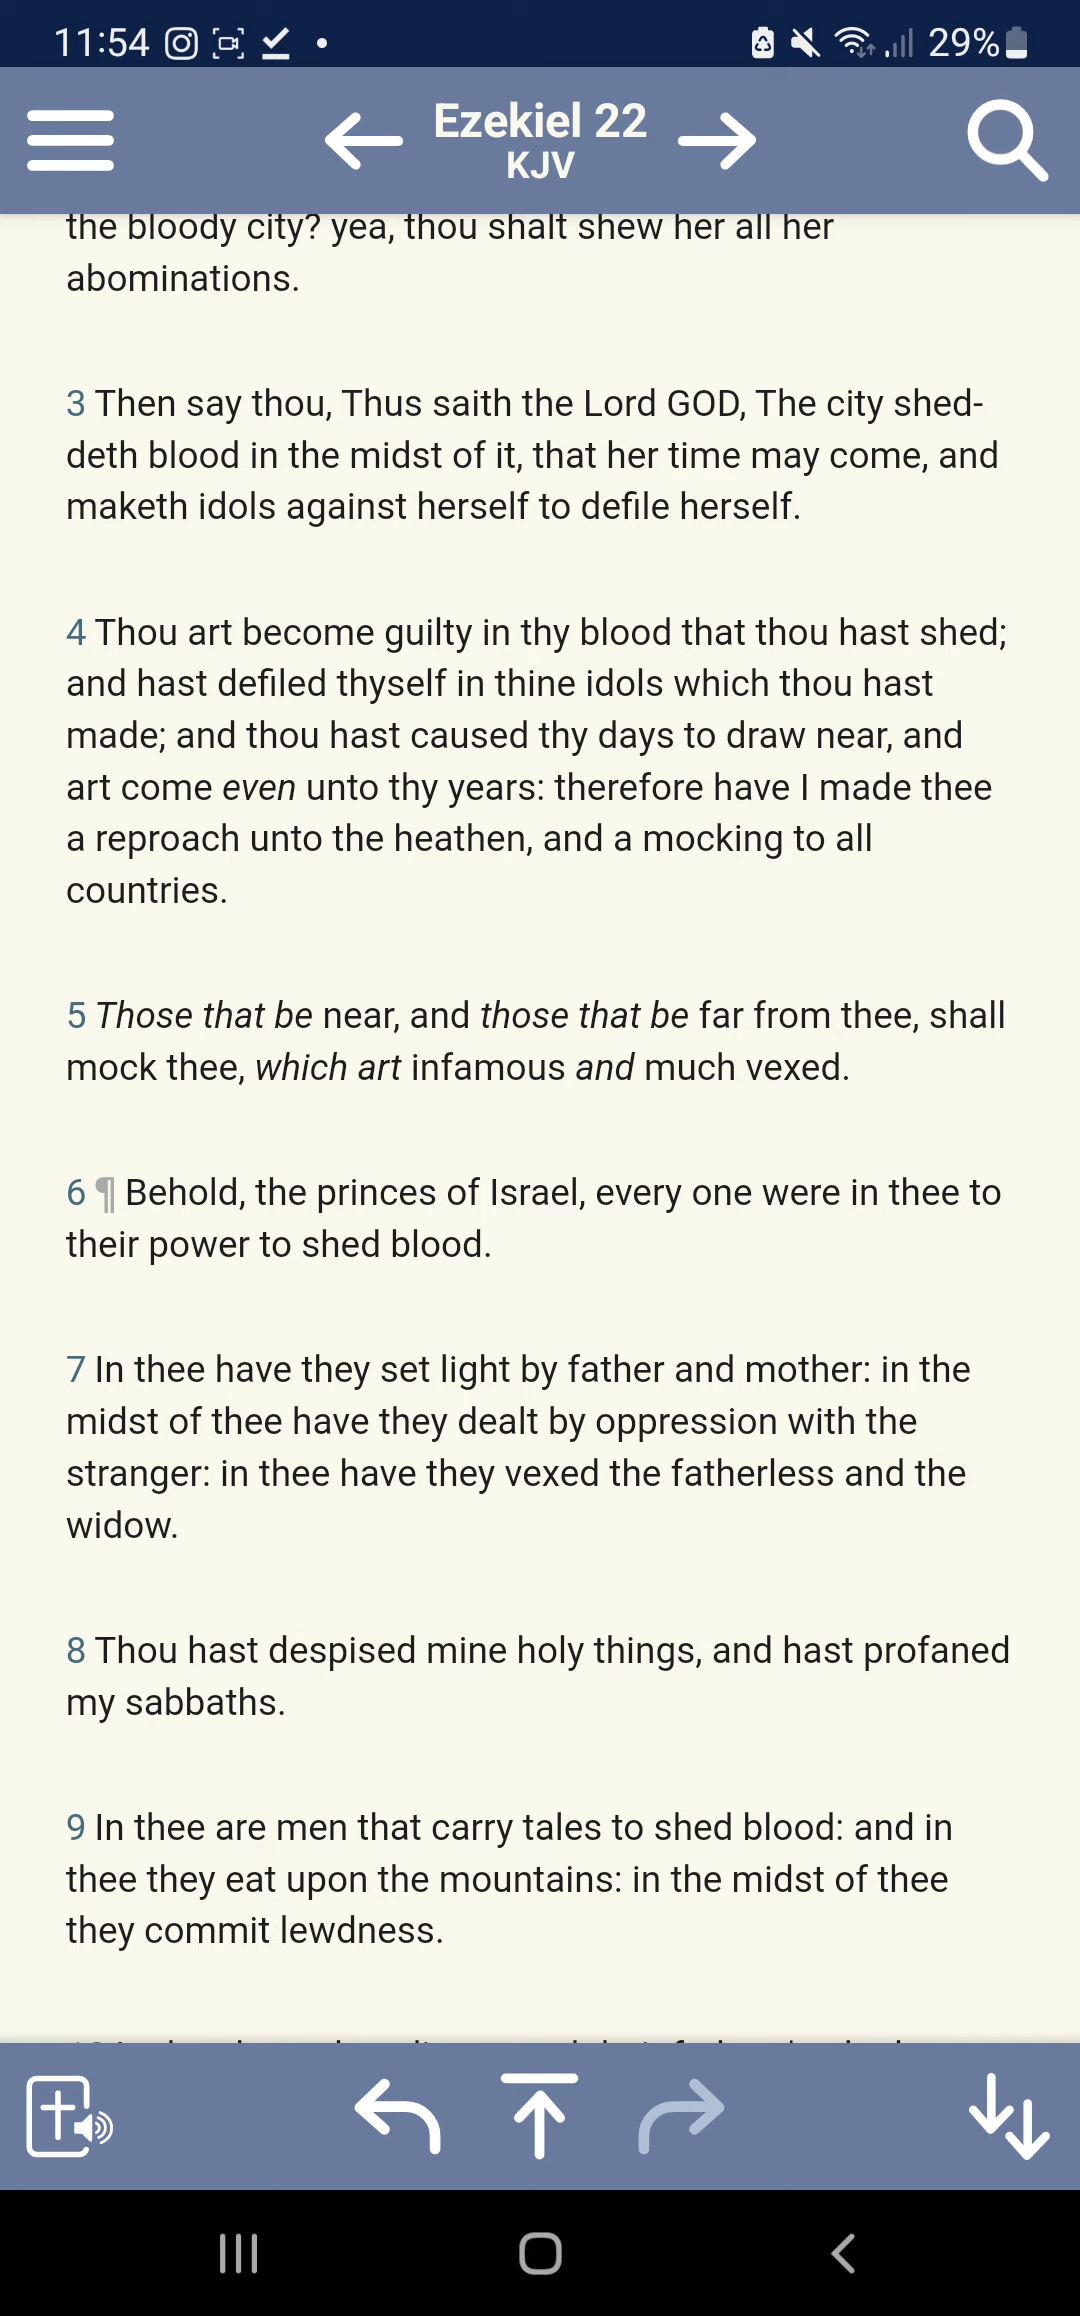 11:54
29%
Ezekiel 22
KJV
the bloody city? yea, thou shalt shew her all her
abominations.
3 Then say thou, Thus saith the Lord GOD, The city shed-
deth blood in the midst of it, that her time may come, and
maketh idols against herself to defile herself.
4 Thou art become guilty in thy blood that thou hast shed;
and hast defiled thyself in thine idols which thou hast
made; and thou hast caused thy days to draw near, and
art come even unto thy years: therefore have I made thee
a reproach unto the heathen, and a mocking to all
countries.
5 Those that be near, and those that be far from thee, shall
mock thee, which art infamous and much vexed.
6 ¶ Behold, the princes of Israel, every one were in thee to
their power to shed blood.
7 In thee have they set light by father and mother: in the
midst of thee have they dealt by oppression with the
stranger: in thee have they vexed the fatherless and the
widow.
8 Thou hast despised mine holy things, and hast profaned
my sabbaths.
9 In thee are men that carry tales to shed blood: and in
thee they eat upon the mountains: in the midst of thee
they commit lewdness.